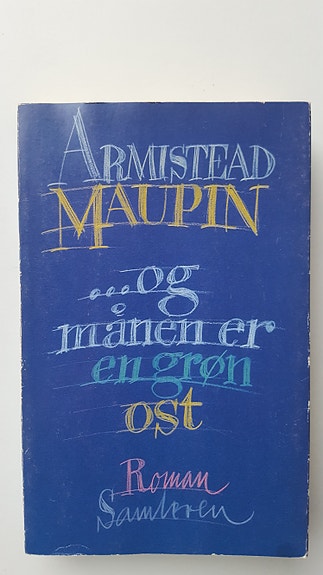 ARMISTEAD
MAUPIN
...og
månen er
en grøn
ost
Roman
Samleren